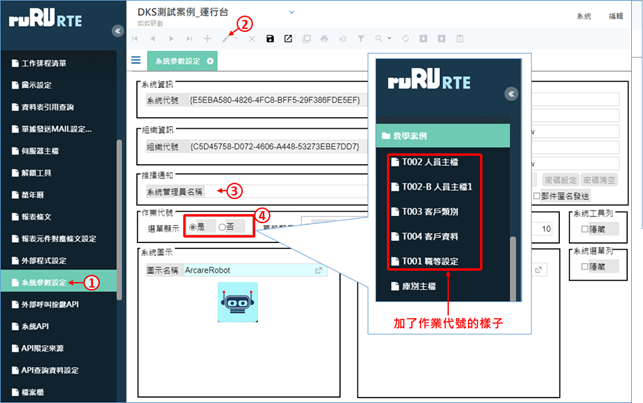 ruRU RTE
工作排程清單
圖示設定
資料表引用查詢
單據發送MAIL設定...
伺服器主檔
解鎖工具
萬年曆
報表條文
報表元件對應條文設定
外部程式設定
系統參數設定
①
外部呼叫按鍵API
系統API
API限定來源
API查詢資料設定
檔案櫃
DKS測試案例_運行台
如如研創
系統
編輯
②
系統參數設定
系統資訊
系統代號 {E5EBA580-4826-4FC8-BFF5-29F386FDE5EF}
組織資訊
組織代號 {C5D45758-D072-4606-A448-53273EBE7DD7}
推播通知
系統管理員名稱
③
密碼設定 密碼清空
郵件匿名發送
作業代號
④
選單顯示 是 否
10
系統工具列
隱藏
系統選單列
隱藏
系統圖示
圖示名稱 ArcareRobot
ruRU RTE
教學案例
T002 人員主檔
T002-B 人員主檔1
T003 客戶類別
T004 客戶資料
T001 職等設定
庫別主檔
加了作業代號的樣子